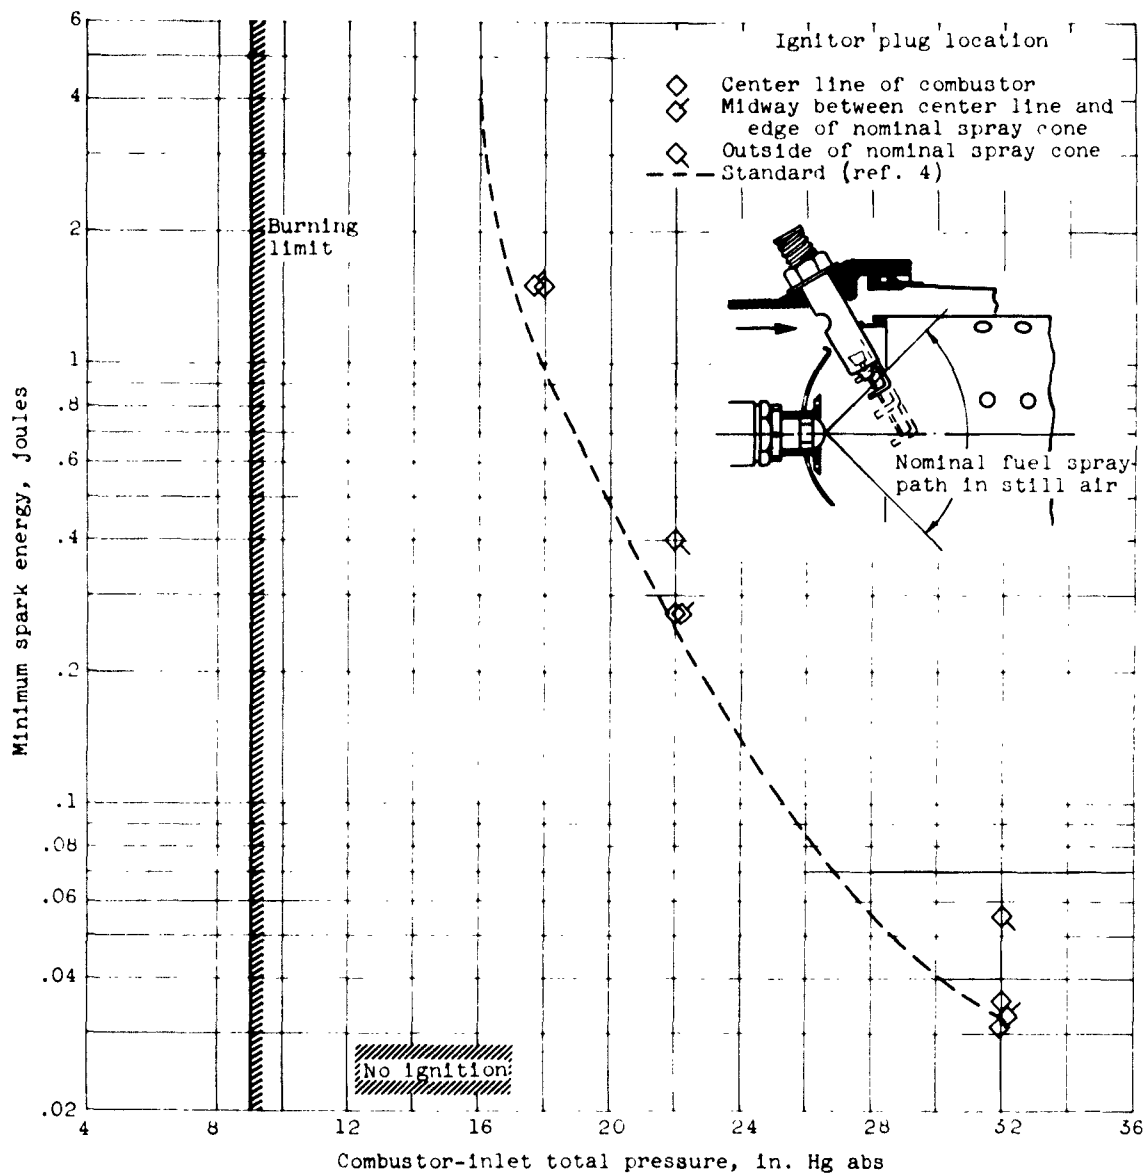 Ignitor plug location
Center line of combustor
Midway between center line and
edge of nominal spray cone
Outside of nominal spray cone
Standard (ref. 4)
Burning
limit
Nominal fuel spray
path in still air
No ignition
Minimum spark energy, joules
6
4
2
1
.8
.6
.4
.2
.1
.08
.06
.04
.02
4
8
12
16
20
24
28
32
36
Combustor-inlet total pressure, in. Hg abs